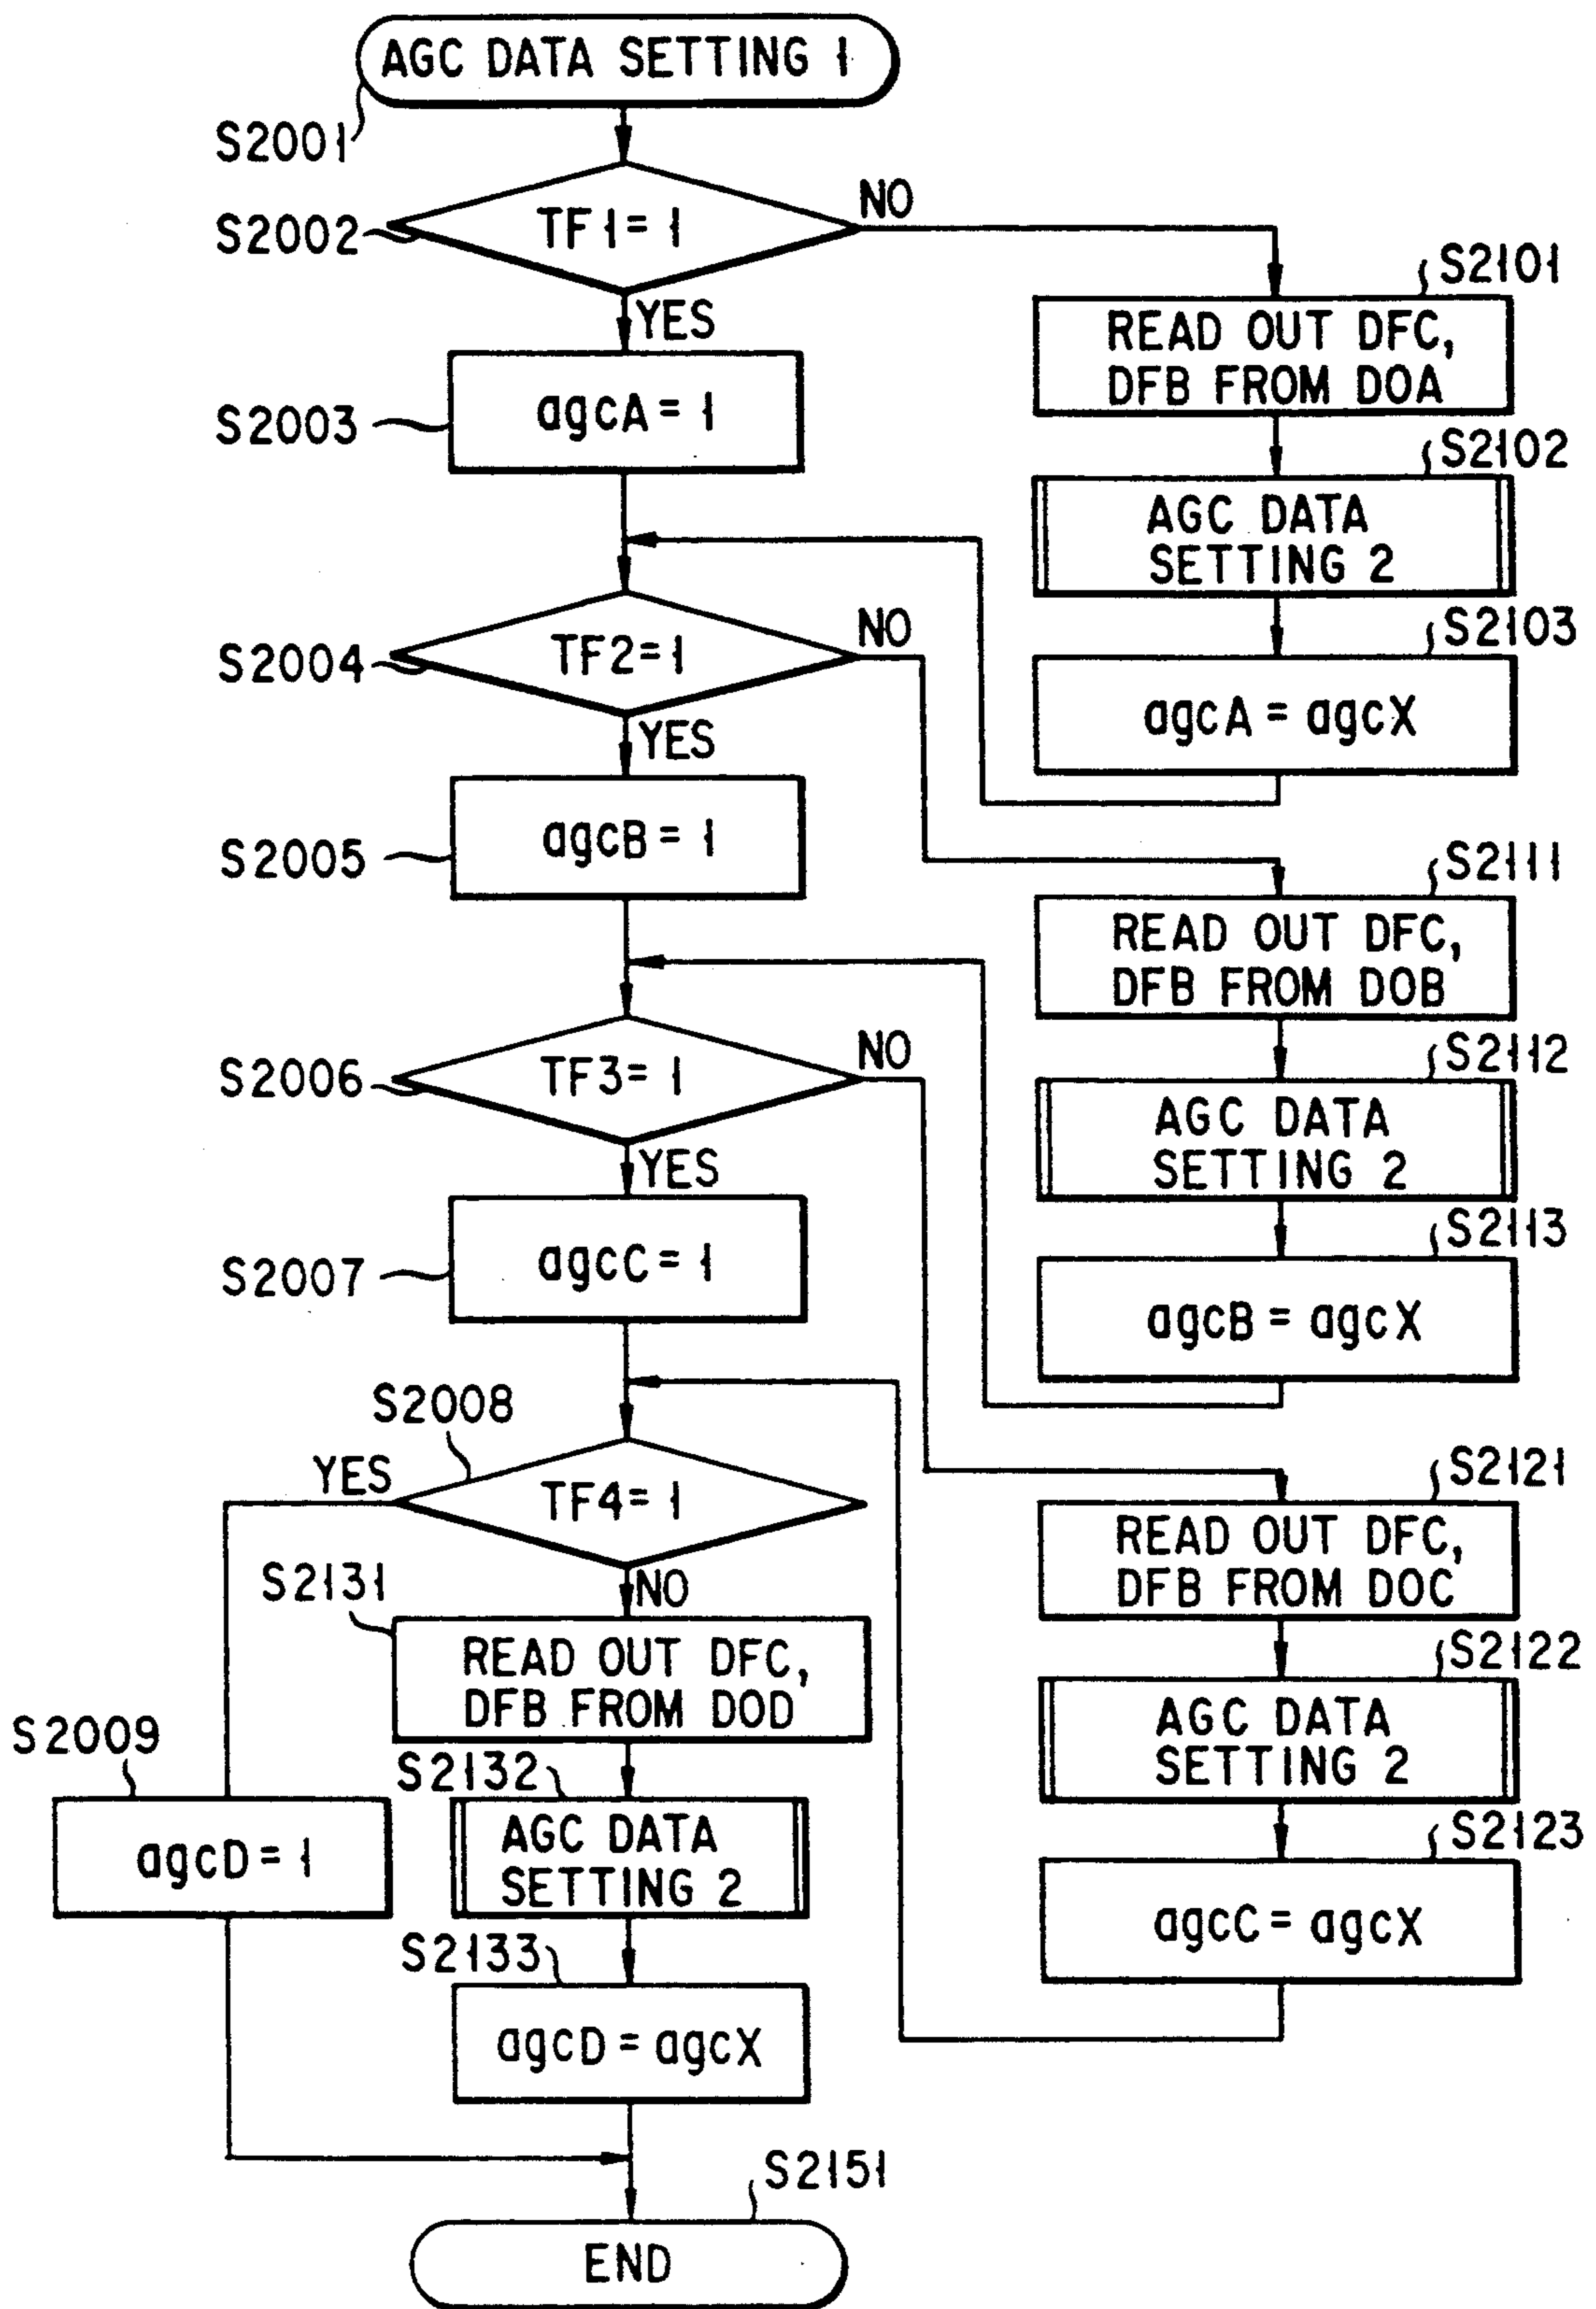 AGC DATA SETTING 1
S2001
S2002
TF1=1
NO
YES
S2101
READ OUT DFC,
DFB FROM DOA
S2003
agcA=1
S2102
AGC DATA
SETTING 2
S2103
agcA=agcX
S2004
TF2=1
NO
YES
S2005
agcB=1
S2111
READ OUT DFC,
DFB FROM DOB
S2112
AGC DATA
SETTING 2
S2113
agcB=agcX
S2006
TF3=1
NO
YES
S2007
agcC=1
S2121
READ OUT DFC,
DFB FROM DOC
S2122
AGC DATA
SETTING 2
S2123
agcC=agcX
S2008
YES
TF4=1
NO
S2131
READ OUT DFC,
DFB FROM DOD
S2009
agcD=1
S2132
AGC DATA
SETTING 2
S2133
agcD=agcX
S2151
END